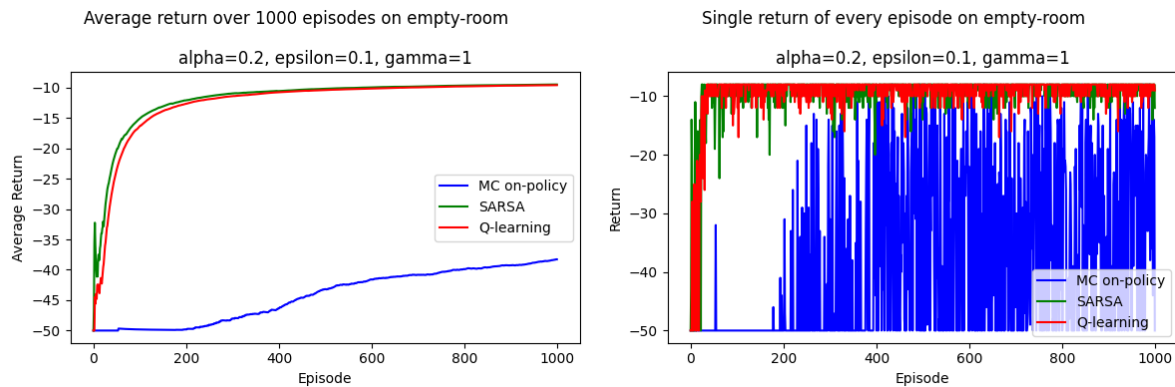 Average return over 1000 episodes on empty-room
alpha=0.2, epsilon=0.1, gamma=1
Average Return
−10
−15
−20
−25
−30
−35
−40
−45
−50
MC on-policy
SARSA
Q-learning
0
200
400
600
800
1000
Episode
Single return of every episode on empty-room
alpha=0.2, epsilon=0.1, gamma=1
Return
−10
−20
−30
−40
−50
MC on-policy
SARSA
Q-learning
0
200
400
600
800
1000
Episode